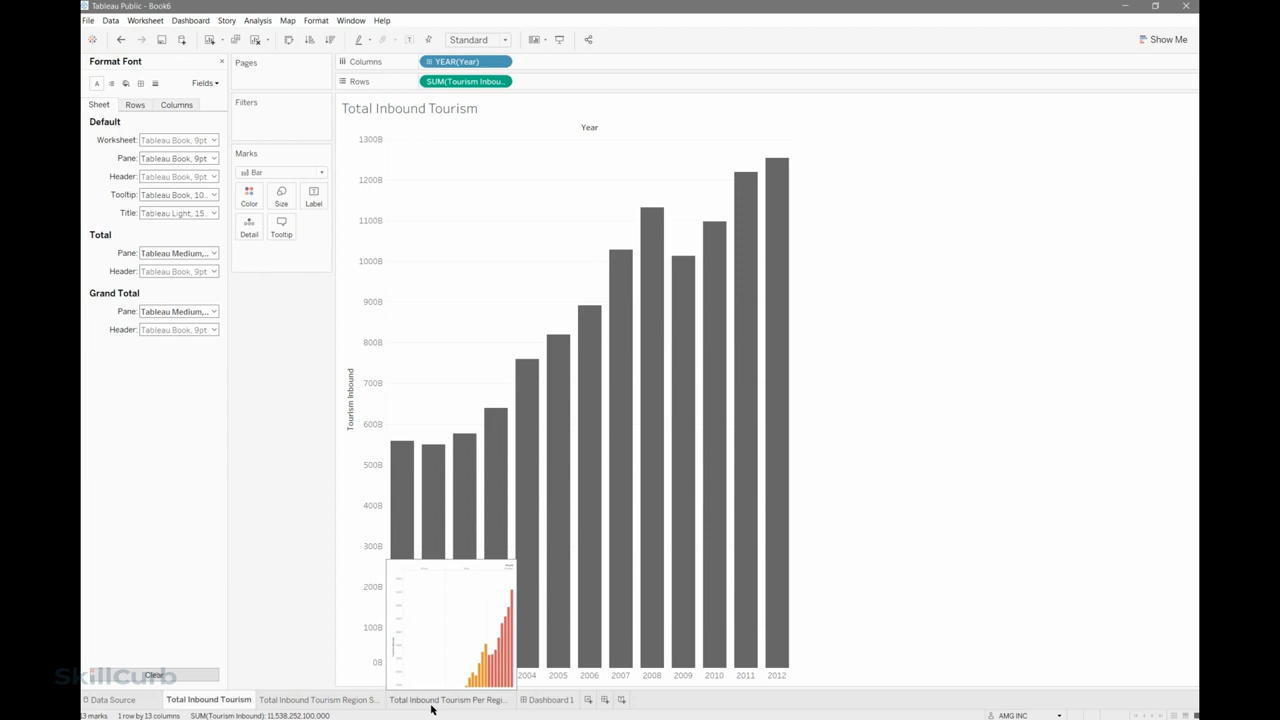 Tableau Public - Book6
File Data Worksheet Dashboard Story Analysis Map Format Window Help
Standard
Show Me
Format Font
Fields
Sheet Rows Columns
Default
Worksheet: Tableau Book, 9pt
Pane: Tableau Book, 9pt
Header: Tableau Book, 9pt
Tooltip: Tableau Book, 10...
Title: Tableau Light, 15...
Total
Pane: Tableau Medium,...
Header: Tableau Book, 9pt
Grand Total
Pane: Tableau Medium,...
Header: Tableau Book, 9pt
Clear
SkillCurb
Pages
Filters
Marks
Bar
Color Size Label
Detail Tooltip
Columns YEAR(Year)
Rows SUM(Tourism Inbou..
Total Inbound Tourism
Year
1300B
1200B
1100B
1000B
900B
800B
700B
600B
500B
400B
300B
200B
100B
0B
Tourism Inbound
2004 2005 2006 2007 2008 2009 2010 2011 2012
Data Source Total Inbound Tourism Total Inbound Tourism Region S... Total Inbound Tourism Per Regi... Dashboard 1
13 marks 1 row by 13 columns SUM(Tourism Inbound): 11,538,252,100,000 AMG INC